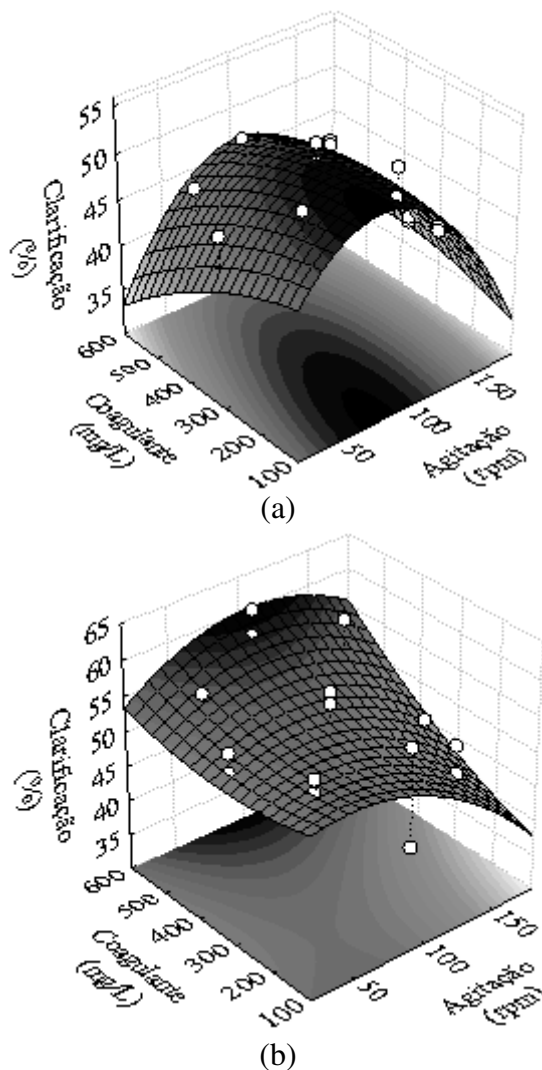 55
50
45
40
35
Clarificação
(%)
600
500
400
300
200
100
Coagulante
(mg/L)
50
100
150
Agitação
(rpm)
(a)
65
60
55
50
45
40
35
Clarificação
(%)
600
500
400
300
200
100
Coagulante
(mg/L)
50
100
150
Agitação
(rpm)
(b)